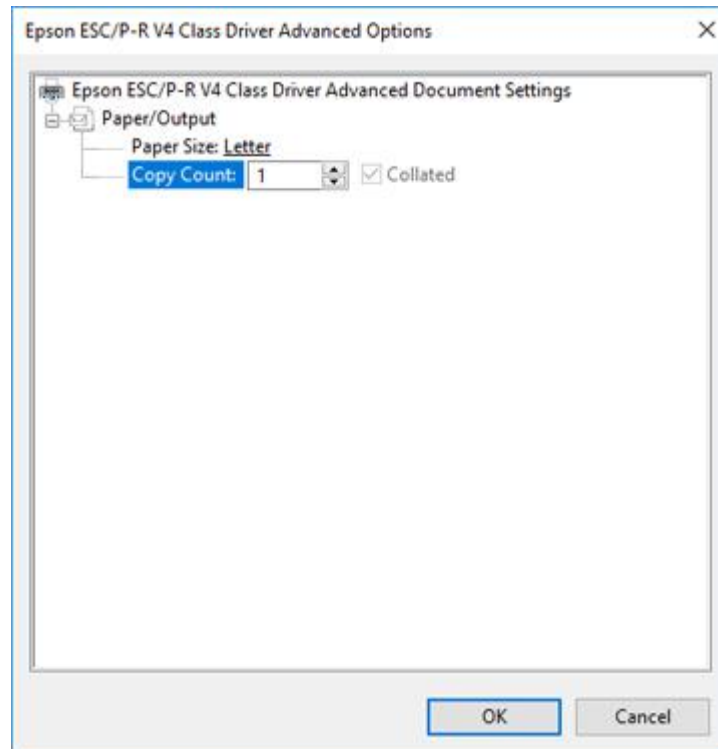 Epson ESC/P-R V4 Class Driver Advanced Options
Epson ESC/P-R V4 Class Driver Advanced Document Settings
Paper/Output
Paper Size: Letter
Copy Count: 1 Collated
OK Cancel